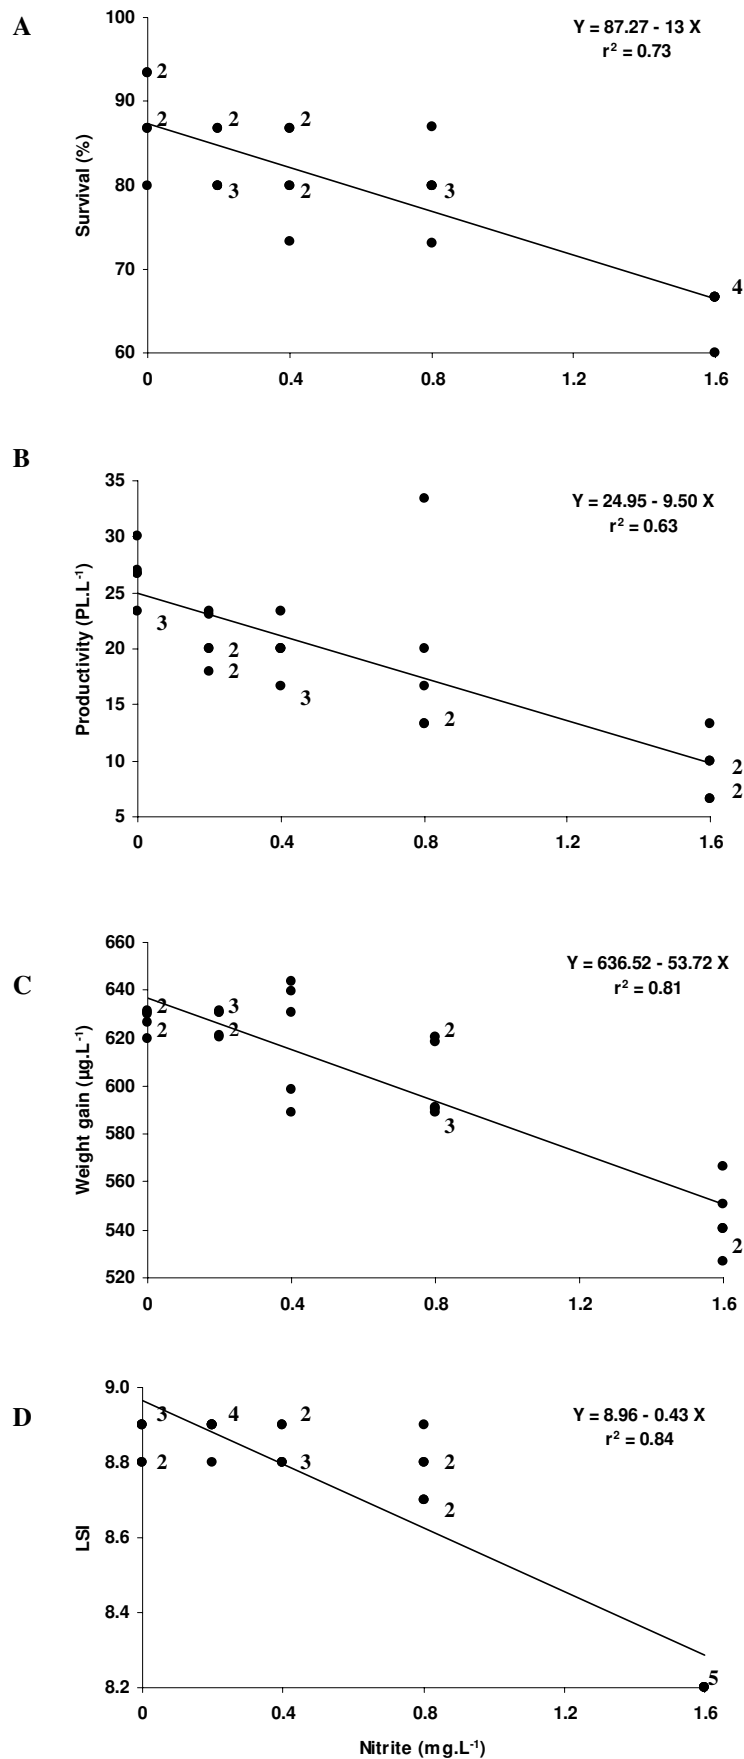 A
Y = 87.27 - 13 X
r² = 0.73
Survival (%)
100
90
80
70
60
2
2 2 2
3 2 3
4
0 0.4 0.8 1.2 1.6
B
Y = 24.95 - 9.50 X
r² = 0.63
Productivity (PL.L⁻¹)
35
30
25
20
15
10
5
3
2
2
3
2
2
2
0 0.4 0.8 1.2 1.6
C
Y = 636.52 - 53.72 X
r² = 0.81
Weight gain (µg.L⁻¹)
660
640
620
600
580
560
540
520
2 3
2 2 2
3
2
0 0.4 0.8 1.2 1.6
D
Y = 8.96 - 0.43 X
r² = 0.84
LSI
9.0
8.8
8.6
8.4
8.2
3 4 2
2 3 2
2
5
0 0.4 0.8 1.2 1.6
Nitrite (mg.L⁻¹)